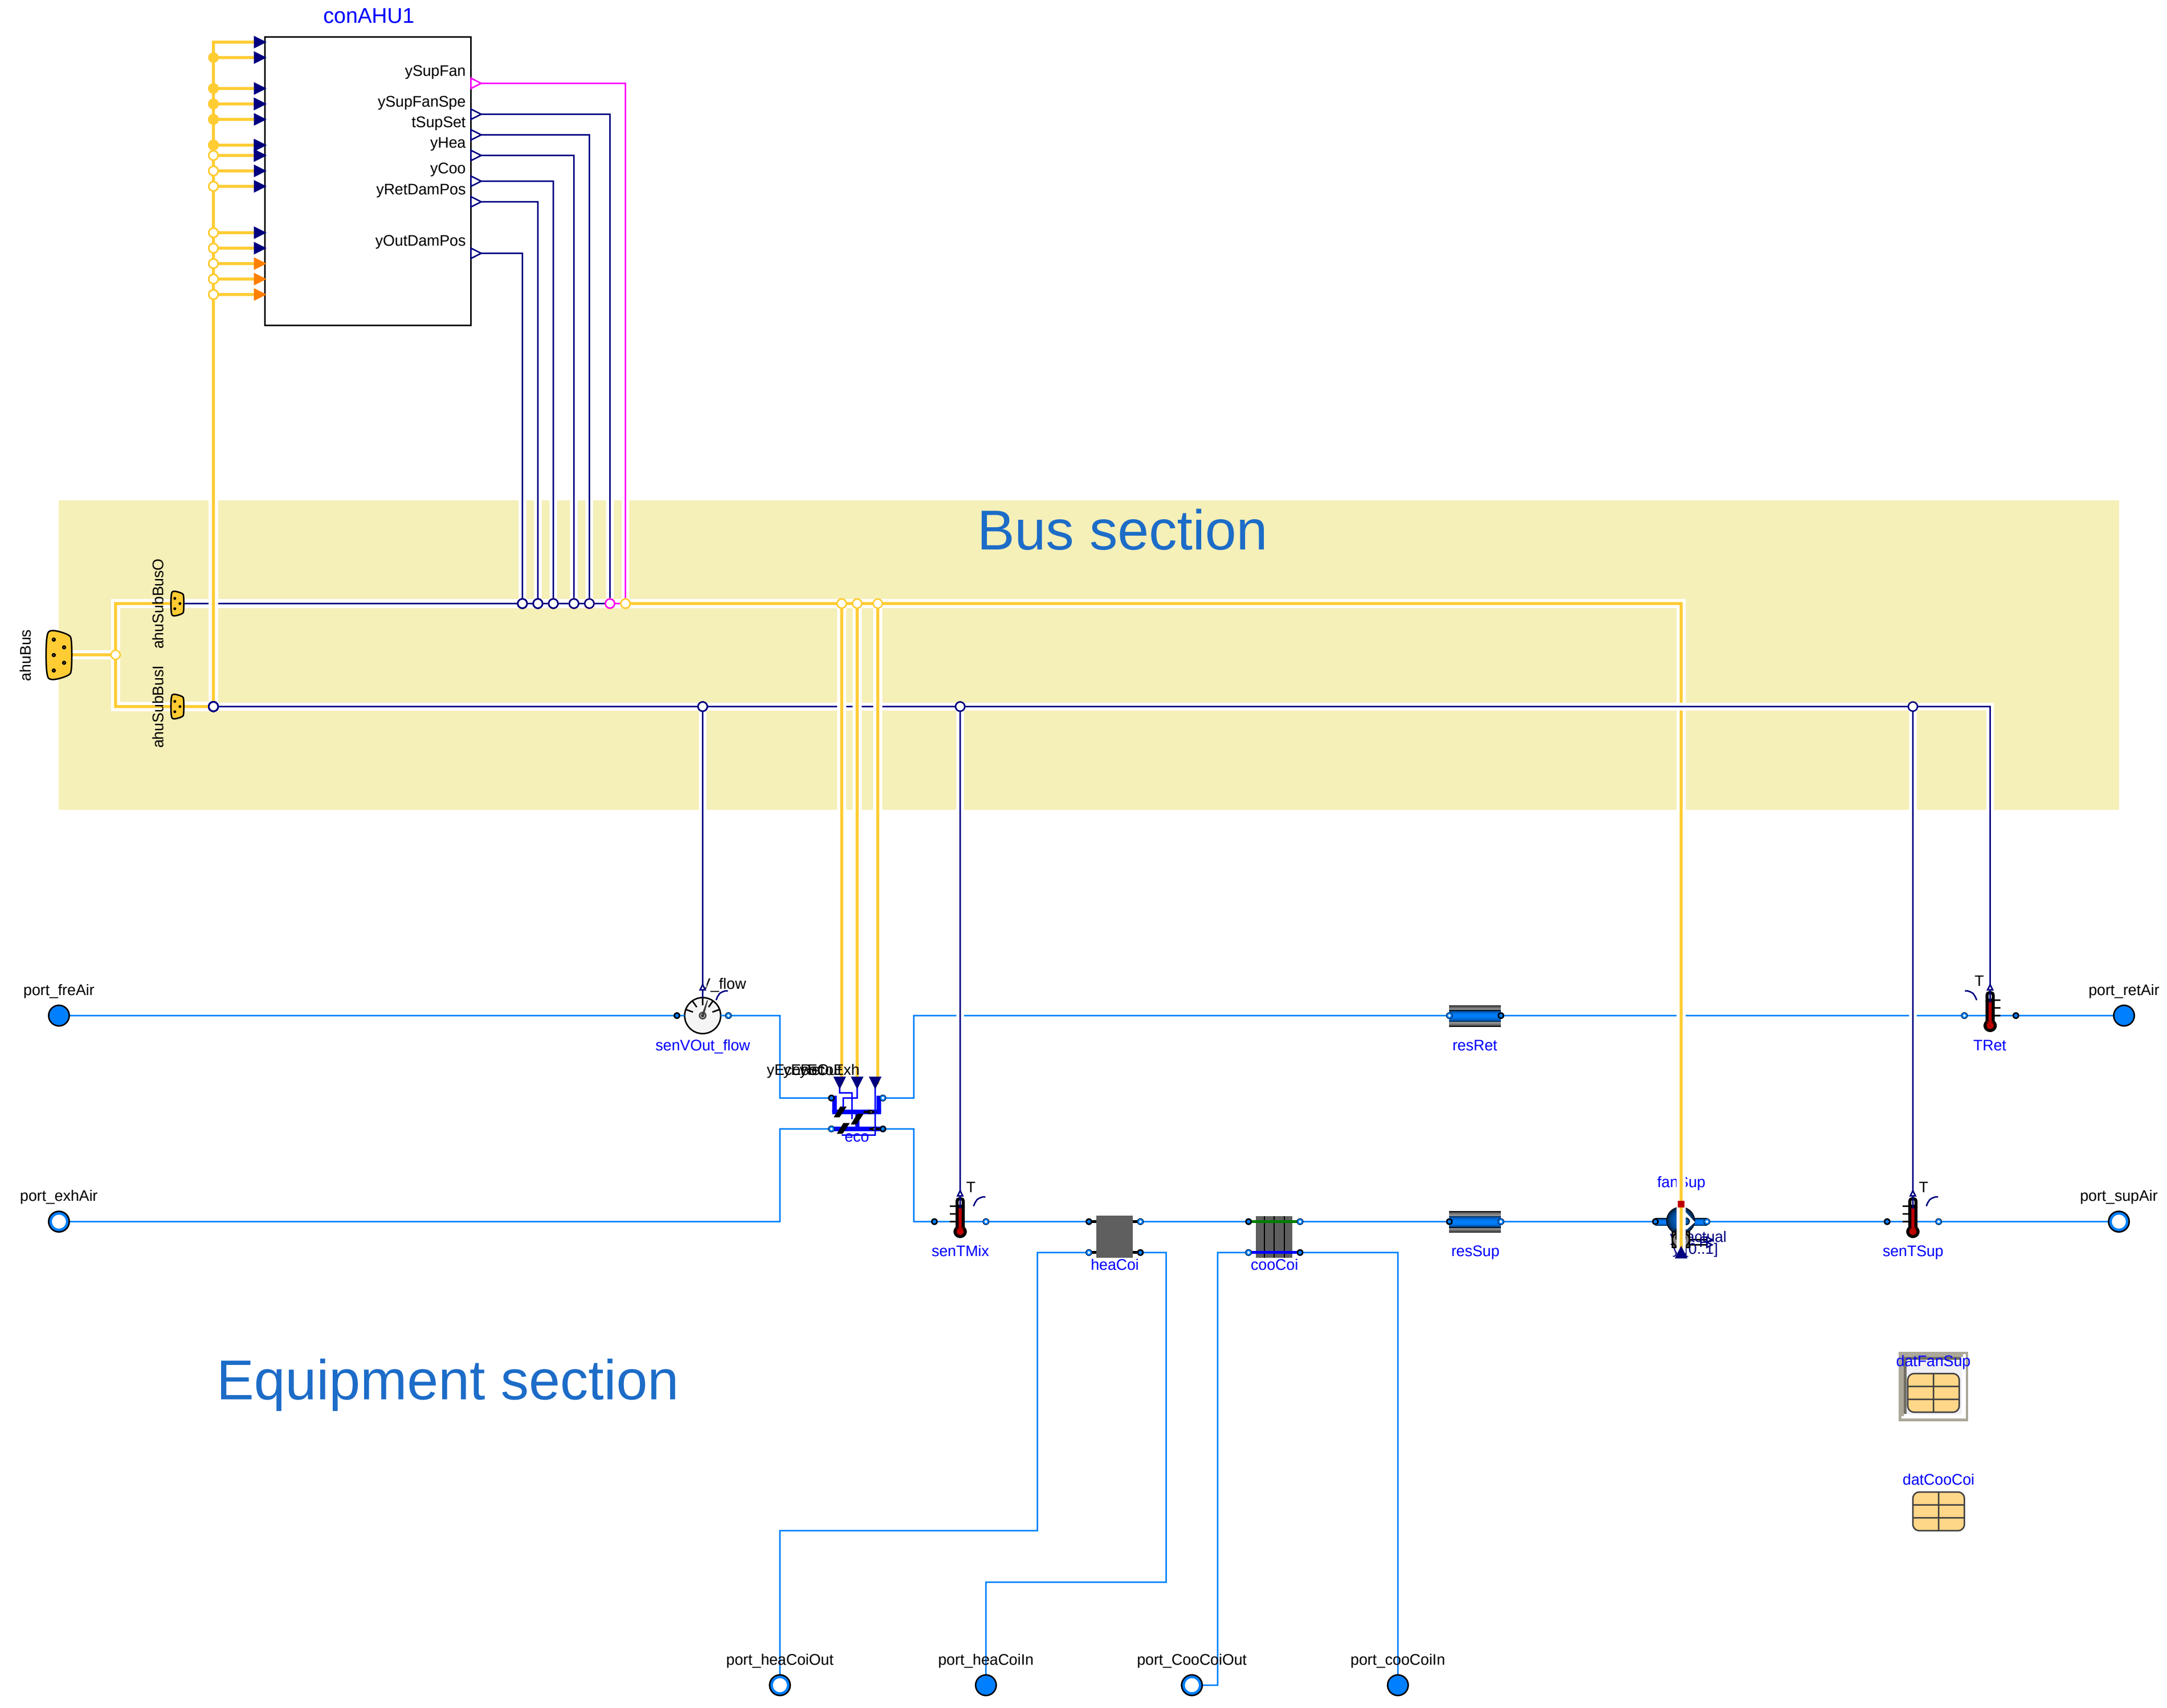 conAHU1
ySupFan
ySupFanSpe
tSupSet
yHea
yCoo
yRetDamPos
yOutDamPos
Bus section
ahuSubBusO
ahuBus
ahuSubBusI
port_freAir
senVOut_flow
resRet
T
TRet
port_retAir
eco
port_exhAir
T
senTMix
heaCoi
cooCoi
resSup
fanSup
T
senTSup
port_supAir
Equipment section
datFanSup
datCooCoi
port_heaCoiOut
port_heaCoiIn
port_CooCoiOut
port_cooCoiIn